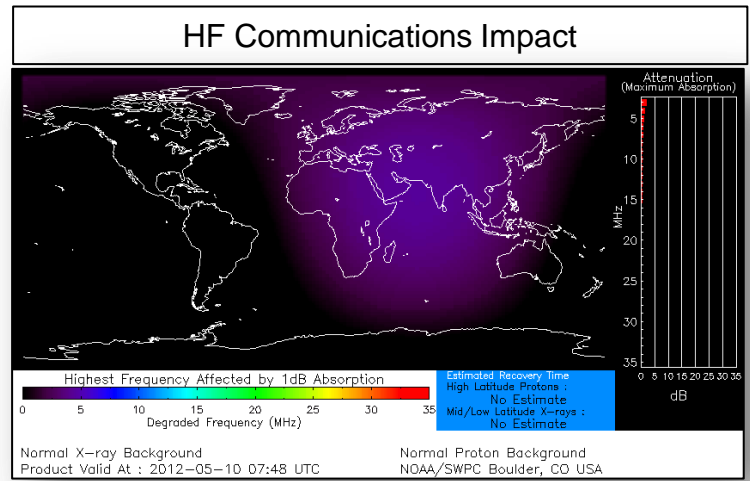 HF Communications Impact
Attenuation
(Maximum Absorption)
5
10
15
20
25
30
35
MHz
0 5 10 15 20 25 30 35
dB
Highest Frequency Affected by 1dB Absorption
0 5 10 15 20 25 30 35
Degraded Frequency (MHz)
Estimated Recovery Time
High Latitude Protons :
No Estimate
Mid/Low Latitude X-rays :
No Estimate
Normal X-ray Background
Product Valid At : 2012-05-10 07:48 UTC
Normal Proton Background
NOAA/SWPC Boulder, CO USA